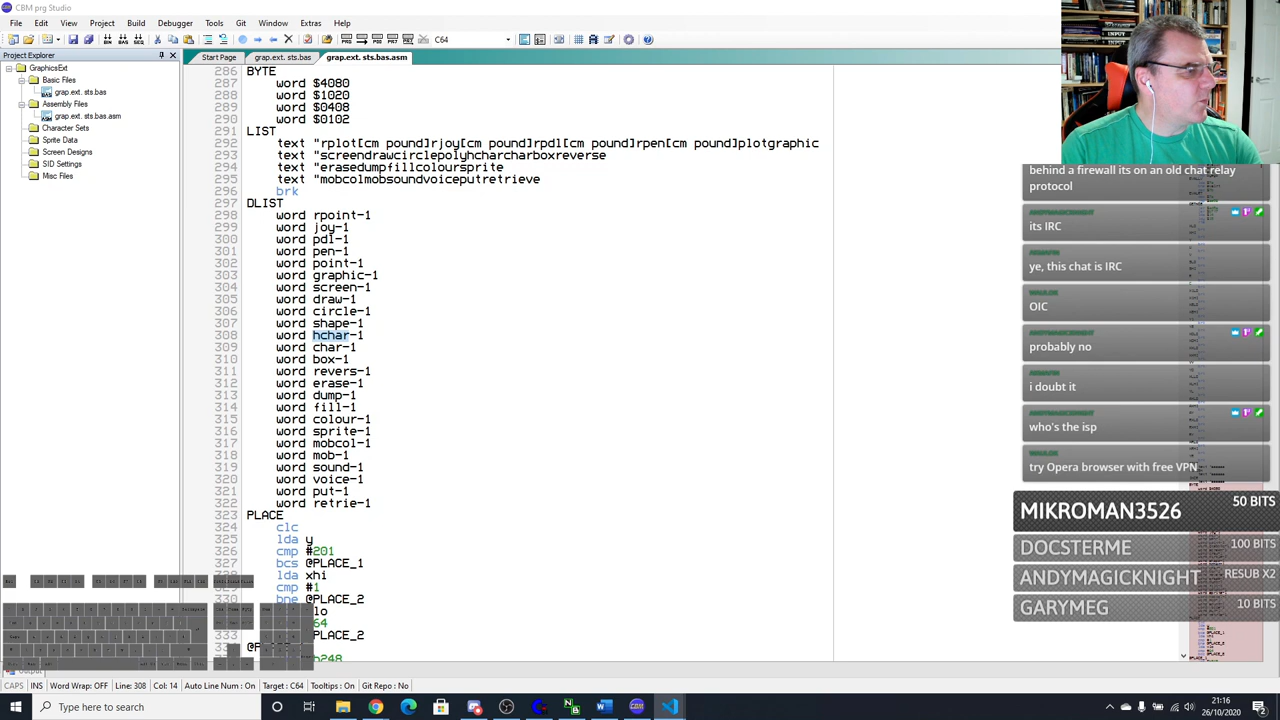 CBM prg Studio
File Edit View Project Build Debugger Tools Git Window Extras Help
C64
Project Explorer
Start Page grap.ext. sts.bas grap.ext. sts.bas.asm
GraphicsExt
Basic Files
grap.ext. sts.bas
Assembly Files
grap.ext. sts.bas.asm
Character Sets
Sprite Data
Screen Designs
SID Settings
Misc Files
286 BYTE
287 word $4080
288 word $1020
289 word $0408
290 word $0102
291 LIST
292 text "rplot[cm pound]rjoy[cm pound]rpdl[cm pound]rpen[cm pound]plotgraphic
293 text "screendrawcirclepolyhcharcharboxreverse
294 text "erasedumpfillcoloursprite
295 text "mobcolmobsoundvoiceputretrieve
296 brk
297 DLIST
298 word rpoint-1
299 word joy-1
300 word pdl-1
301 word pen-1
302 word point-1
303 word graphic-1
304 word screen-1
305 word draw-1
306 word circle-1
307 word shape-1
308 word hchar-1
309 word char-1
310 word box-1
311 word revers-1
312 word erase-1
313 word dump-1
314 word fill-1
315 word colour-1
316 word sprite-1
317 word mobcol-1
318 word mob-1
319 word sound-1
320 word voice-1
321 word put-1
322 word retrie-1
323 PLACE
324 clc
325 lda y
326 cmp #201
327 bcs @PLACE_1
328 lda xhi
329 cmp #1
330 bne @PLACE_2
lo
64
333 PLACE_2
behind a firewall its on an old chat relay
protocol
ANDYMAGICKNIGHT
its IRC
ye, this chat is IRC
OIC
ANDYMAGICKNIGHT
probably no
i doubt it
ANDYMAGICKNIGHT
who's the isp
try Opera browser with free VPN
MIKROMAN3526 50 BITS
DOCSTERME 100 BITS
ANDYMAGICKNIGHT RESUB X2
GARYMEG 10 BITS
CAPS INS Word Wrap: OFF Line: 308 Col: 14 Auto Line Num : On Target : C64 Tooltips : On Git Repo : No
Type here to search
21:16
26/10/2020
2